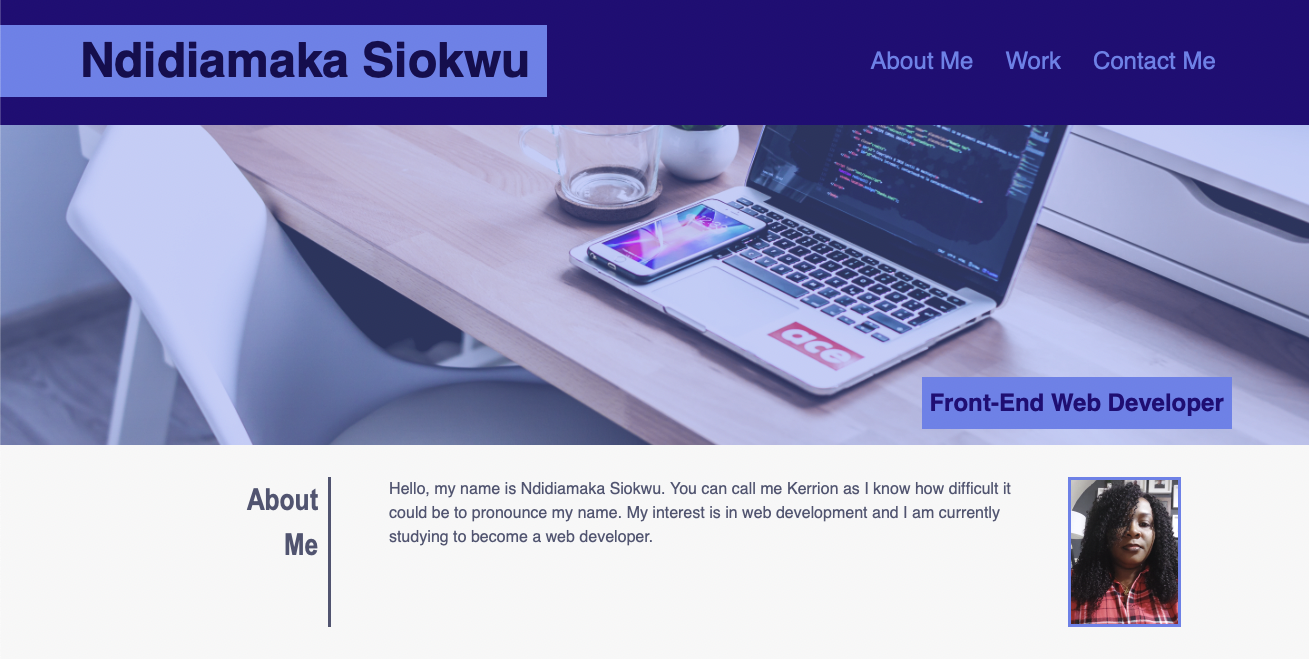 Ndidiamaka Siokwu
About Me Work Contact Me
ace
Front-End Web Developer
About
Me
Hello, my name is Ndidiamaka Siokwu. You can call me Kerrion as I know how difficult it
could be to pronounce my name. My interest is in web development and I am currently
studying to become a web developer.